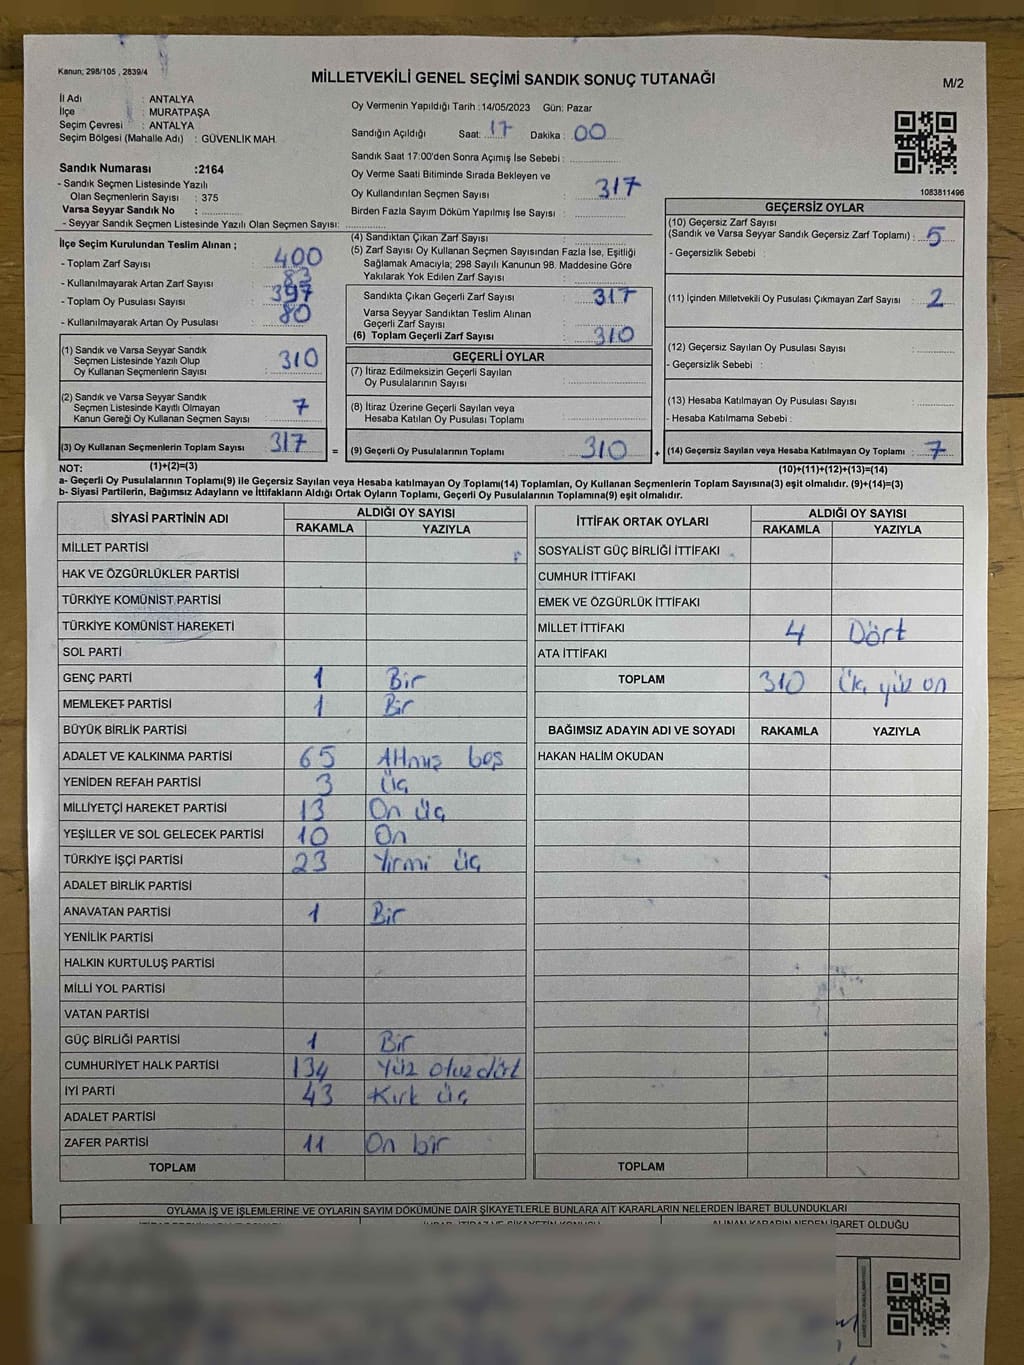 Kanun; 298/105 , 2839/4
MİLLETVEKİLİ GENEL SEÇİMİ SANDIK SONUÇ TUTANAĞI
M/2
İl Adı : ANTALYA
İlçe : MURATPAŞA
Seçim Çevresi : ANTALYA
Seçim Bölgesi (Mahalle Adı) : GÜVENLİK MAH.
Sandık Numarası :2164
- Sandık Seçmen Listesinde Yazılı
Olan Seçmenlerin Sayısı : 375
Varsa Seyyar Sandık No :
- Seyyar Sandık Seçmen Listesinde Yazılı Olan Seçmen Sayısı:
Oy Vermenin Yapıldığı Tarih :14/05/2023 Gün: Pazar
Sandığın Açıldığı Saat: 17 Dakika : 00
Sandık Saat 17:00'den Sonra Açımış İse Sebebi :
Oy Verme Saati Bitiminde Sırada Bekleyen ve
Oy Kullandırılan Seçmen Sayısı : 317
Birden Fazla Sayım Döküm Yapılmış İse Sayısı :
1083811496
İlçe Seçim Kurulundan Teslim Alınan ;
- Toplam Zarf Sayısı : 400
- Kullanılmayarak Artan Zarf Sayısı : 83
- Toplam Oy Pusulası Sayısı : 397
- Kullanılmayarak Artan Oy Pusulası : 80
(1) Sandık ve Varsa Seyyar Sandık
Seçmen Listesinde Yazılı Olup
Oy Kullanan Seçmenlerin Sayısı : 310
(2) Sandık ve Varsa Seyyar Sandık
Seçmen Listesinde Kayıtlı Olmayan
Kanun Gereği Oy Kullanan Seçmen Sayısı : 7
(3) Oy Kullanan Seçmenlerin Toplam Sayısı : 317 =
(4) Sandıktan Çıkan Zarf Sayısı :
(5) Zarf Sayısı Oy Kullanan Seçmen Sayısından Fazla İse, Eşitliği
Sağlamak Amacıyla; 298 Sayılı Kanunun 98. Maddesine Göre
Yakılarak Yok Edilen Zarf Sayısı :
Sandıkta Çıkan Geçerli Zarf Sayısı : 317
Varsa Seyyar Sandıktan Teslim Alınan
Geçerli Zarf Sayısı :
(6) Toplam Geçerli Zarf Sayısı : 310
GEÇERLİ OYLAR
(7) İtiraz Edilmeksizin Geçerli Sayılan
Oy Pusulalarının Sayısı :
(8) İtiraz Üzerine Geçerli Sayılan veya
Hesaba Katılan Oy Pusulası Toplamı :
(9) Geçerli Oy Pusulalarının Toplamı : 310 +
GEÇERSİZ OYLAR
(10) Geçersiz Zarf Sayısı
(Sandık ve Varsa Seyyar Sandık Geçersiz Zarf Toplamı) : 5
- Geçersizlik Sebebi :
(11) İçinden Milletvekili Oy Pusulası Çıkmayan Zarf Sayısı : 2
(12) Geçersiz Sayılan Oy Pusulası Sayısı :
- Geçersizlik Sebebi :
(13) Hesaba Katılmayan Oy Pusulası Sayısı :
- Hesaba Katılmama Sebebi :
(14) Geçersiz Sayılan veya Hesaba Katılmayan Oy Toplamı : 7
NOT: (1)+(2)=(3)
(10)+(11)+(12)+(13)=(14)
a- Geçerli Oy Pusulalarının Toplamı(9) ile Geçersiz Sayılan veya Hesaba katılmayan Oy Toplamı(14) Toplamları, Oy Kullanan Seçmenlerin Toplam Sayısına(3) eşit olmalıdır. (9)+(14)=(3)
b- Siyasi Partilerin, Bağımsız Adayların ve İttifakların Aldığı Ortak Oyların Toplamı, Geçerli Oy Pusulalarının Toplamına(9) eşit olmalıdır.
SİYASİ PARTİNİN ADI ALDIĞI OY SAYISI
RAKAMLA YAZIYLA
MİLLET PARTİSİ
HAK VE ÖZGÜRLÜKLER PARTİSİ
TÜRKİYE KOMÜNİST PARTİSİ
TÜRKİYE KOMÜNİST HAREKETİ
SOL PARTİ
GENÇ PARTİ 1 Bir
MEMLEKET PARTİSİ 1 Bir
BÜYÜK BİRLİK PARTİSİ
ADALET VE KALKINMA PARTİSİ 65 Altmış beş
YENİDEN REFAH PARTİSİ 3 Üç
MİLLİYETÇİ HAREKET PARTİSİ 13 On üç
YEŞİLLER VE SOL GELECEK PARTİSİ 10 On
TÜRKİYE İŞÇİ PARTİSİ 23 Yirmi üç
ADALET BİRLİK PARTİSİ
ANAVATAN PARTİSİ 1 Bir
YENİLİK PARTİSİ
HALKIN KURTULUŞ PARTİSİ
MİLLİ YOL PARTİSİ
VATAN PARTİSİ
GÜÇ BİRLİĞİ PARTİSİ 1 Bir
CUMHURİYET HALK PARTİSİ 134 Yüz otuzdört
İYİ PARTİ 43 Kırk üç
ADALET PARTİSİ
ZAFER PARTİSİ 11 On bir
TOPLAM
İTTİFAK ORTAK OYLARI ALDIĞI OY SAYISI
RAKAMLA YAZIYLA
SOSYALİST GÜÇ BİRLİĞİ İTTİFAKI
CUMHUR İTTİFAKI
EMEK VE ÖZGÜRLÜK İTTİFAKI
MİLLET İTTİFAKI 4 Dört
ATA İTTİFAKI
TOPLAM 310 Üç yüz on
BAĞIMSIZ ADAYIN ADI VE SOYADI RAKAMLA YAZIYLA
HAKAN HALİM OKUDAN
TOPLAM
OYLAMA İŞ VE İŞLEMLERİNE VE OYLARIN SAYIM DÖKÜMÜNE DAİR ŞİKAYETLERLE BUNLARA AİT KARARLARIN NELERDEN İBARET BULUNDUKLARI
ALINAN KARARIN NEDEN İBARET OLDUĞU